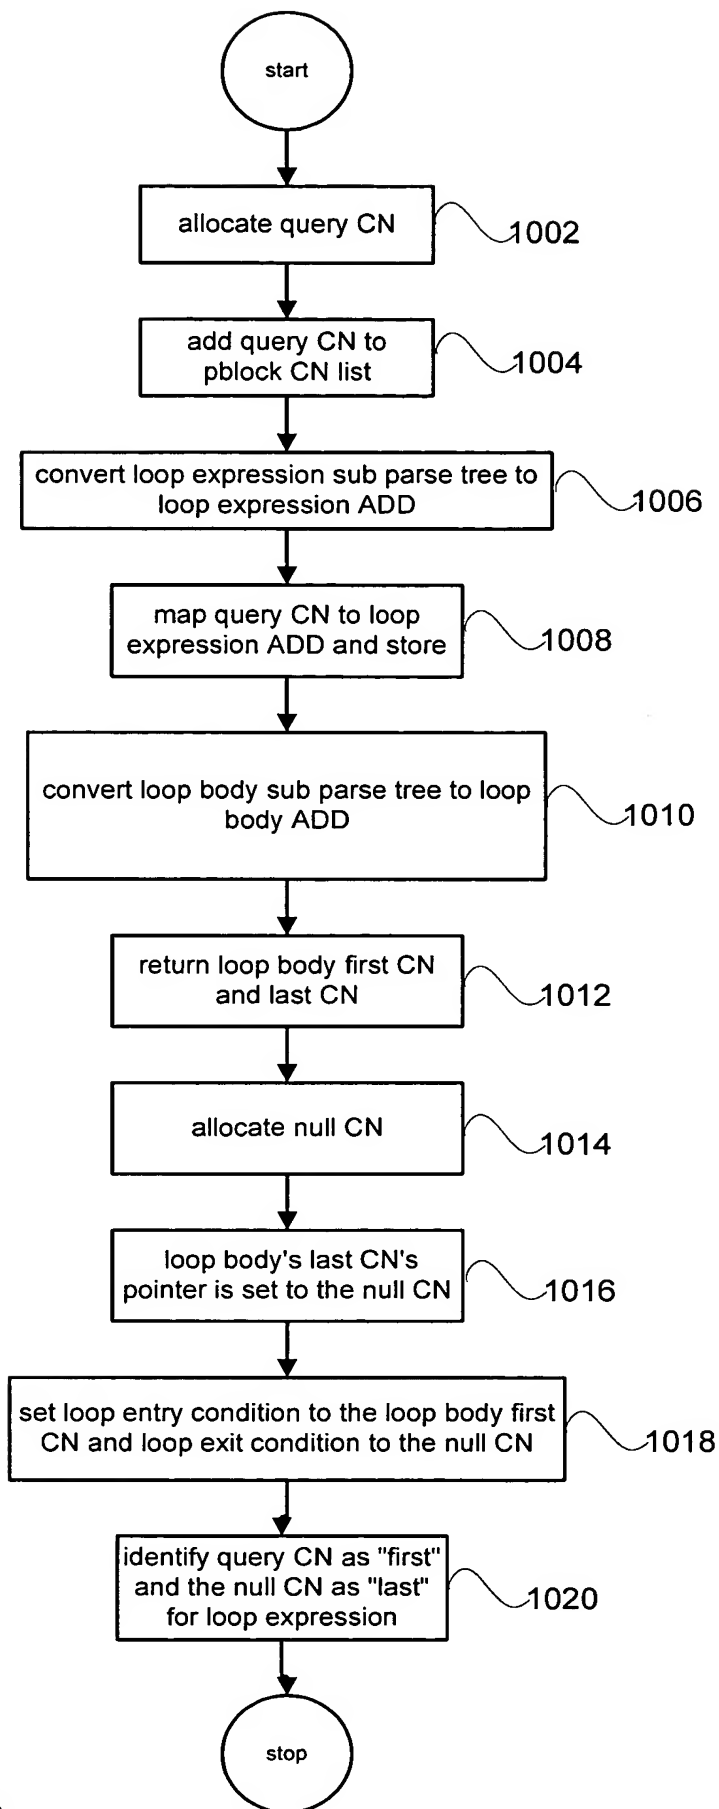 start
allocate query CN
1002
add query CN to
pblock CN list
1004
convert loop expression sub parse tree to
loop expression ADD
1006
map query CN to loop
expression ADD and store
1008
convert loop body sub parse tree to loop
body ADD
1010
return loop body first CN
and last CN
1012
allocate null CN
1014
loop body's last CN's
pointer is set to the null CN
1016
set loop entry condition to the loop body first
CN and loop exit condition to the null CN
1018
identify query CN as "first"
and the null CN as "last"
for loop expression
1020
stop